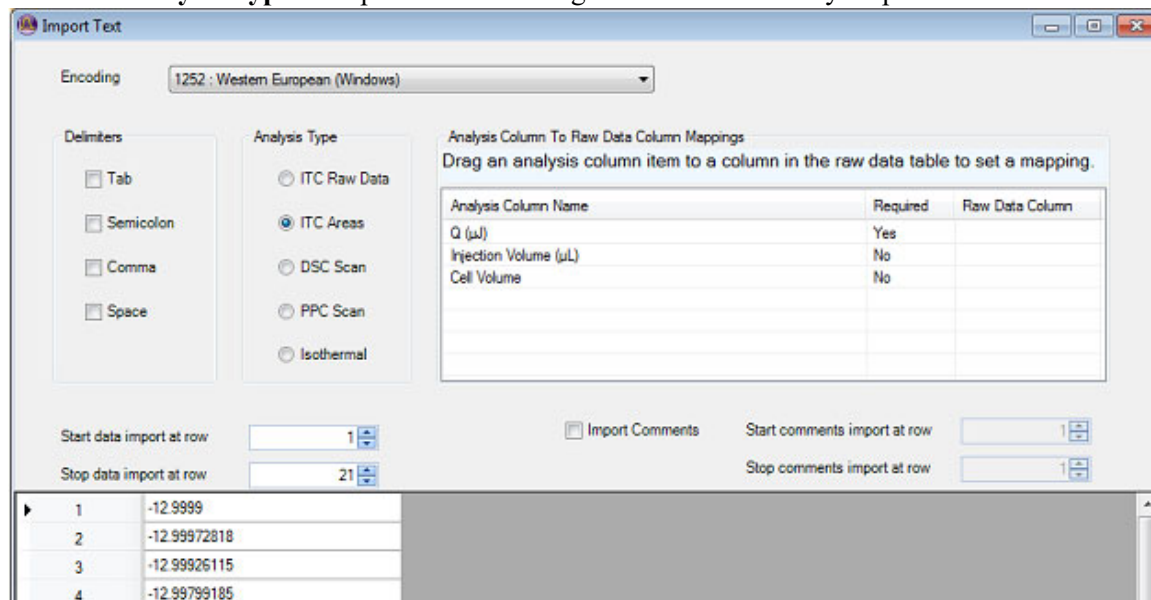 Import Text
Encoding 1252 : Western European (Windows)
Delimiters Analysis Type Analysis Column To Raw Data Column Mappings
Drag an analysis column item to a column in the raw data table to set a mapping.
Tab ITC Raw Data
Analysis Column Name Required Raw Data Column
Semicolon ITC Areas
Q (µJ) Yes
Injection Volume (µL) No
Comma DSC Scan
Cell Volume No
Space PPC Scan
Isothermal
Start data import at row 1 Import Comments Start comments import at row 1
Stop data import at row 21 Stop comments import at row 1
1 -12.9999
2 -12.99972818
3 -12.99926115
4 -12.99799185